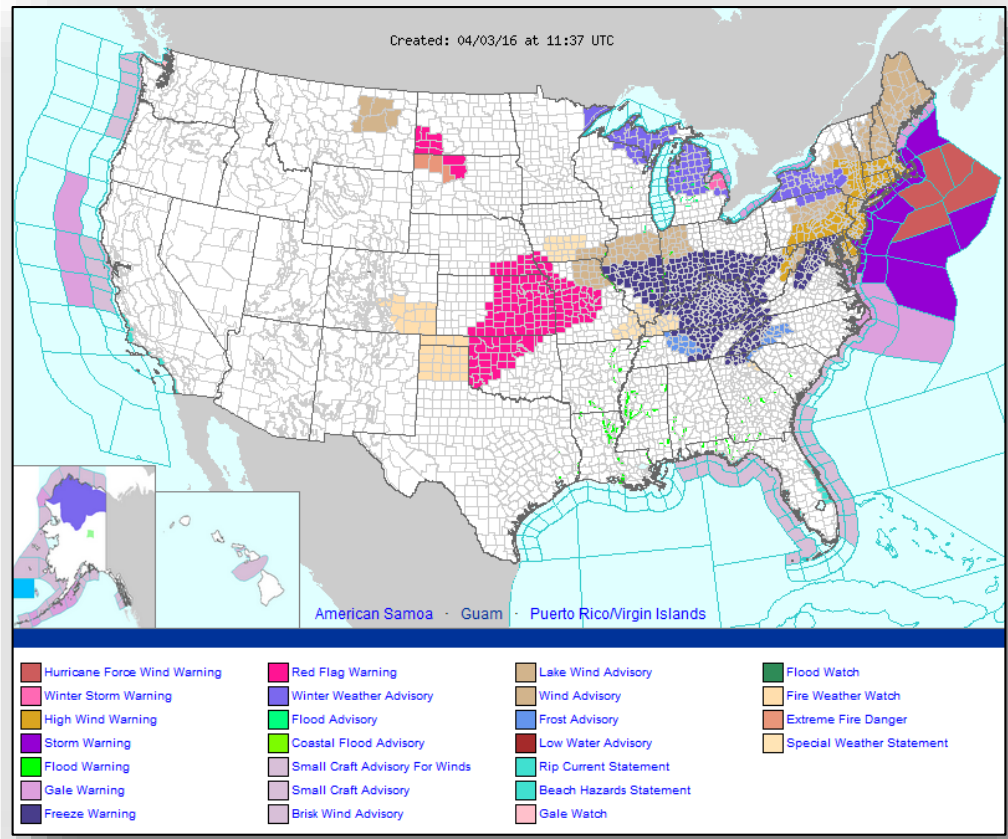 Created: 04/03/16 at 11:37 UTC
American Samoa · Guam · Puerto Rico/Virgin Islands
Hurricane Force Wind Warning
Winter Storm Warning
High Wind Warning
Storm Warning
Flood Warning
Gale Warning
Freeze Warning
Red Flag Warning
Winter Weather Advisory
Flood Advisory
Coastal Flood Advisory
Small Craft Advisory For Winds
Small Craft Advisory
Brisk Wind Advisory
Lake Wind Advisory
Wind Advisory
Frost Advisory
Low Water Advisory
Rip Current Statement
Beach Hazards Statement
Gale Watch
Flood Watch
Fire Weather Watch
Extreme Fire Danger
Special Weather Statement